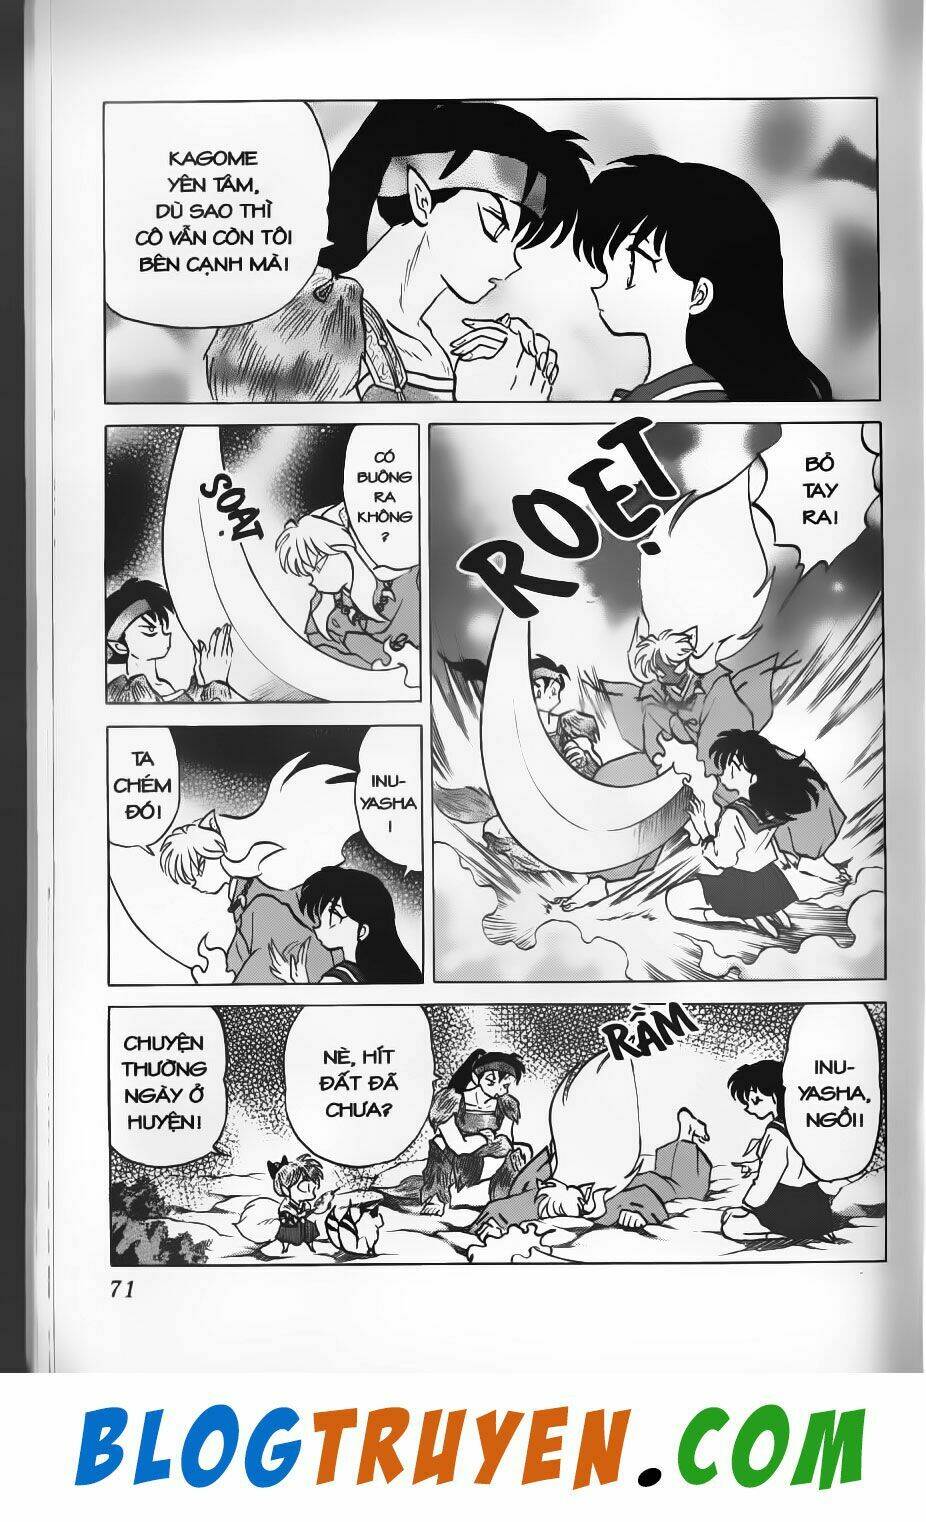 KAGOME
YÊN TÂM,
DÙ SAO THÌ
CÔ VẪN CÒN TÔI
BÊN CẠNH MÀ!
BỎ
TAY
RA!
ROẸT
CÓ
BUÔNG
RA
KHÔNG
?
SOẠT
INU-
YASHA
!
TA
CHÉM
ĐÓ!
INU-
YASHA,
NGỒI!
RẦM
NÈ, HÍT
ĐẤT ĐÃ
CHƯA?
CHUYỆN
THƯỜNG
NGÀY Ở
HUYỆN!
71
BLOGTRUYEN.COM